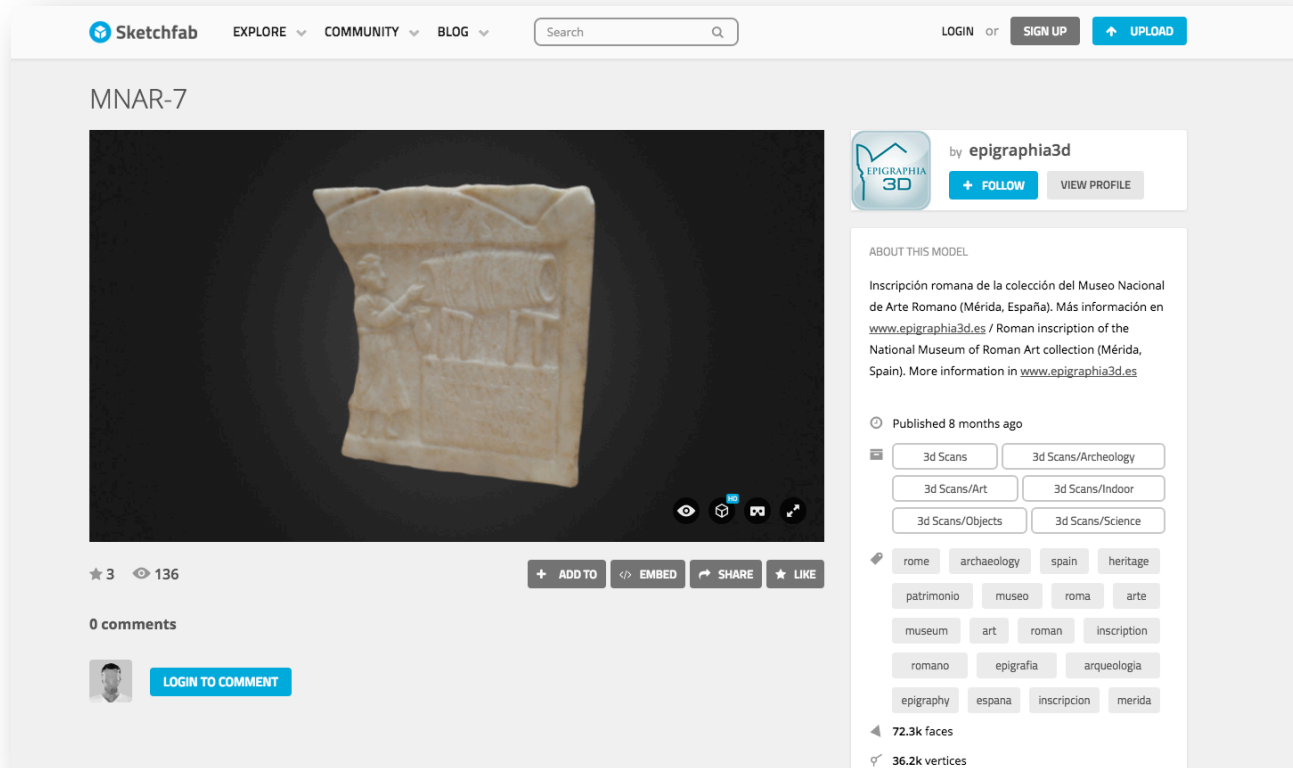 Sketchfab EXPLORE COMMUNITY BLOG Search LOGIN or SIGN UP UPLOAD
MNAR-7
EPIGRAPHIA
3D
by epigraphia3d
+ FOLLOW VIEW PROFILE
ABOUT THIS MODEL
Inscripción romana de la colección del Museo Nacional
de Arte Romano (Mérida, España). Más información en
www.epigraphia3d.es / Roman inscription of the
National Museum of Roman Art collection (Mérida,
Spain). More information in www.epigraphia3d.es
Published 8 months ago
3d Scans 3d Scans/Archeology
3d Scans/Art 3d Scans/Indoor
3d Scans/Objects 3d Scans/Science
rome archaeology spain heritage
patrimonio museo roma arte
museum art roman inscription
romano epigrafia arqueologia
epigraphy espana inscripcion merida
72.3k faces
36.2k vertices
HD
3 136
+ ADD TO </> EMBED SHARE LIKE
0 comments
LOGIN TO COMMENT